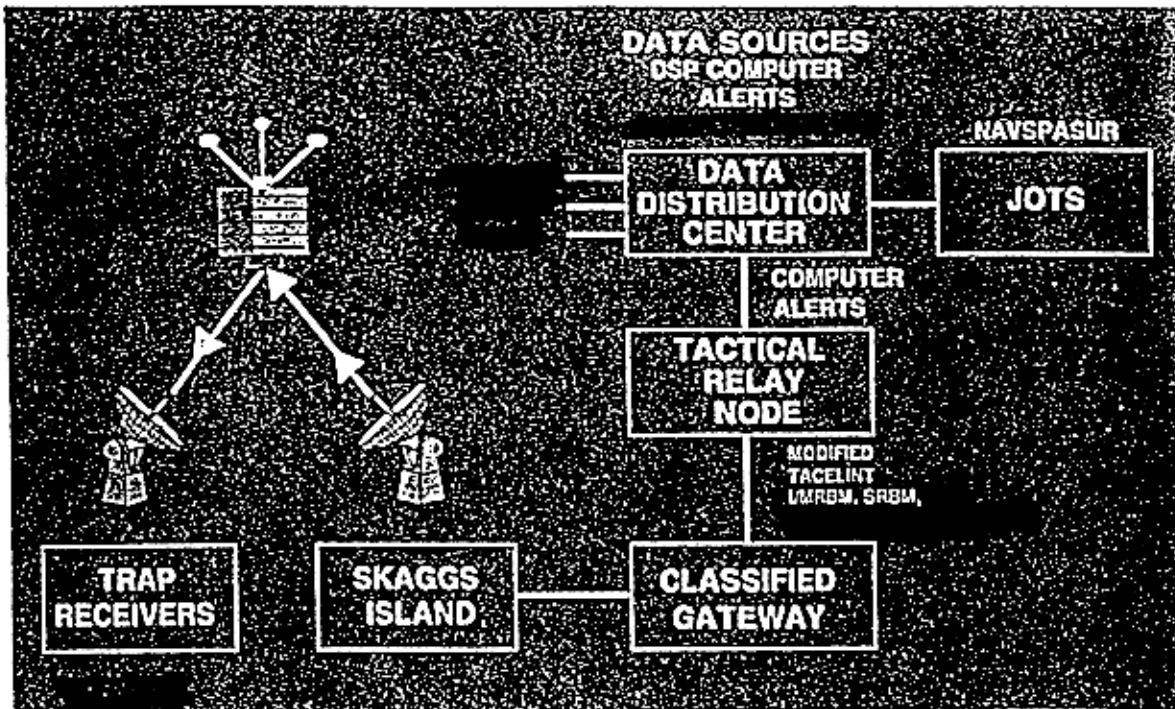 DATA SOURCES
DSP COMPUTER
ALERTS
NAVSPASUR
DATA
DISTRIBUTION
CENTER
JOTS
COMPUTER
ALERTS
TACTICAL
RELAY
NODE
MODIFIED
TACELINT
I/MRBM, SRBM,
TRAP
RECEIVERS
SKAGGS
ISLAND
CLASSIFIED
GATEWAY